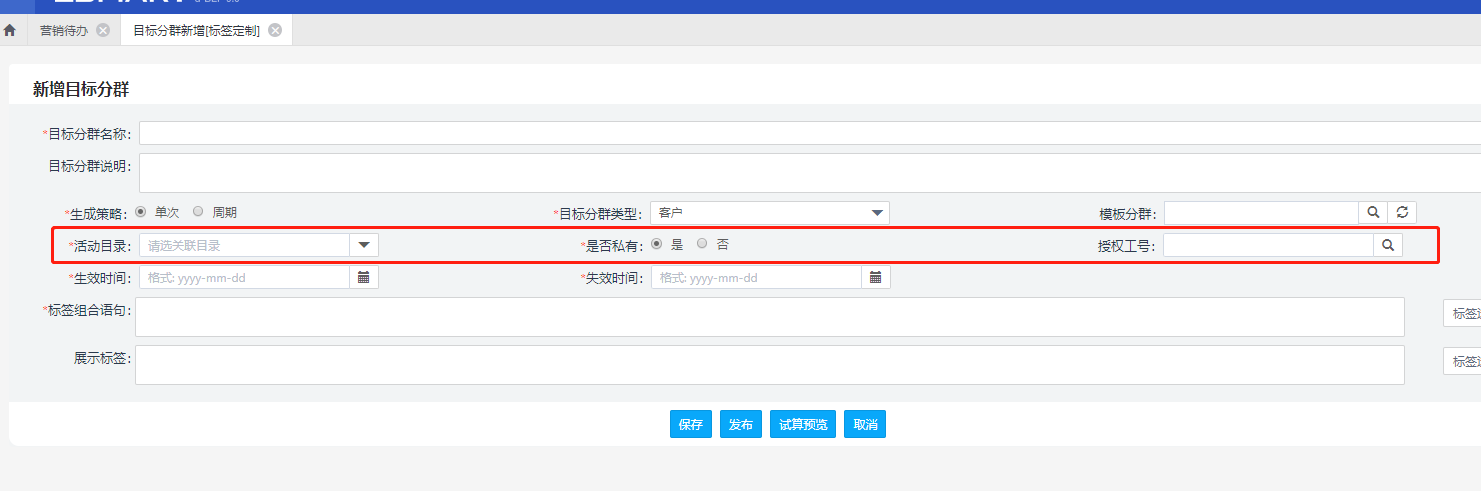 营销待办
目标分群新增[标签定制]
新增目标分群
*目标分群名称:
目标分群说明:
*生成策略: 单次 周期 *目标分群类型: 客户 模板分群:
*活动目录: 请选关联目录 *是否私有: 是 否 授权工号:
*生效时间: 格式: yyyy-mm-dd *失效时间: 格式: yyyy-mm-dd
*标签组合语句: 标签
展示标签: 标签
保存 发布 试算预览 取消